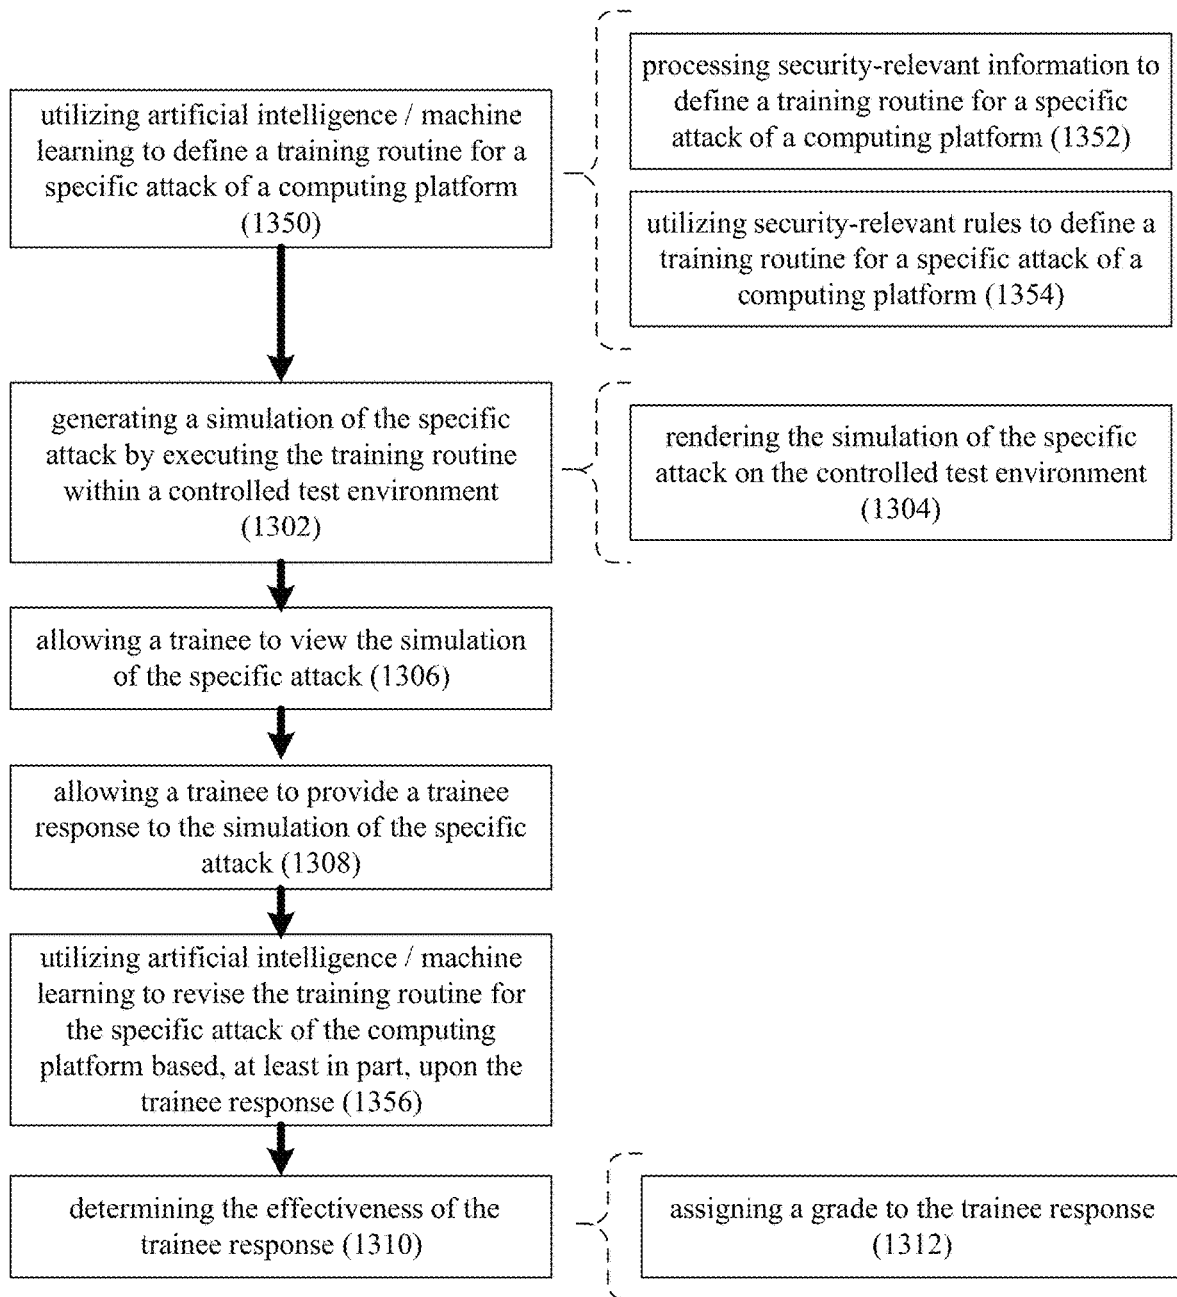 utilizing artificial intelligence / machine
learning to define a training routine for a
specific attack of a computing platform
(1350)
processing security-relevant information to
define a training routine for a specific
attack of a computing platform (1352)
utilizing security-relevant rules to define a
training routine for a specific attack of a
computing platform (1354)
generating a simulation of the specific
attack by executing the training routine
within a controlled test environment
(1302)
rendering the simulation of the specific
attack on the controlled test environment
(1304)
allowing a trainee to view the simulation
of the specific attack (1306)
allowing a trainee to provide a trainee
response to the simulation of the specific
attack (1308)
utilizing artificial intelligence / machine
learning to revise the training routine for
the specific attack of the computing
platform based, at least in part, upon the
trainee response (1356)
determining the effectiveness of the
trainee response (1310)
assigning a grade to the trainee response
(1312)